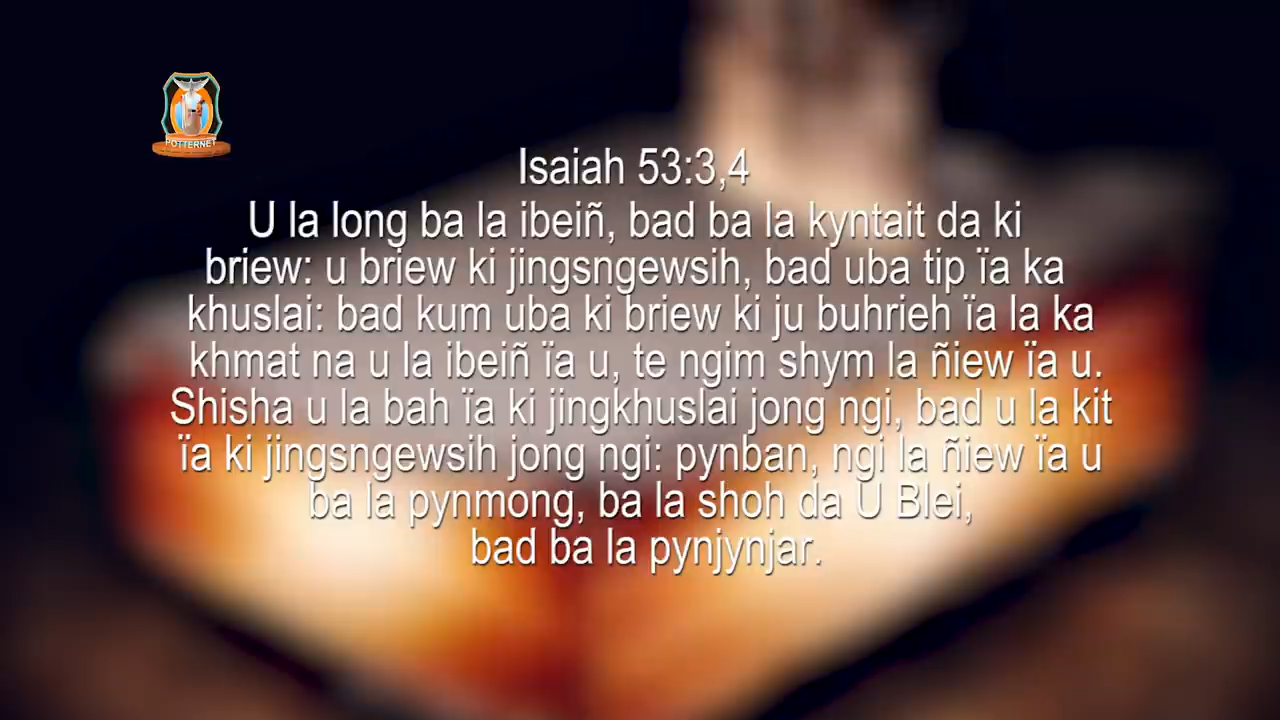 POTTERNET
Isaiah 53:3,4
U la long ba la ibeiñ, bad ba la kyntait da ki
briew: u briew ki jingsngewsih, bad uba tip ïa ka
khuslai: bad kum uba ki briew ki ju buhrieh ïa la ka
khmat na u la ibeiñ ïa u, te ngim shym la ñiew ïa u.
Shisha u la bah ïa ki jingkhuslai jong ngi, bad u la kit
ïa ki jingsngewsih jong ngi: pynban, ngi la ñiew ïa u
ba la pynmong, ba la shoh da U Blei,
bad ba la pynjynjar.